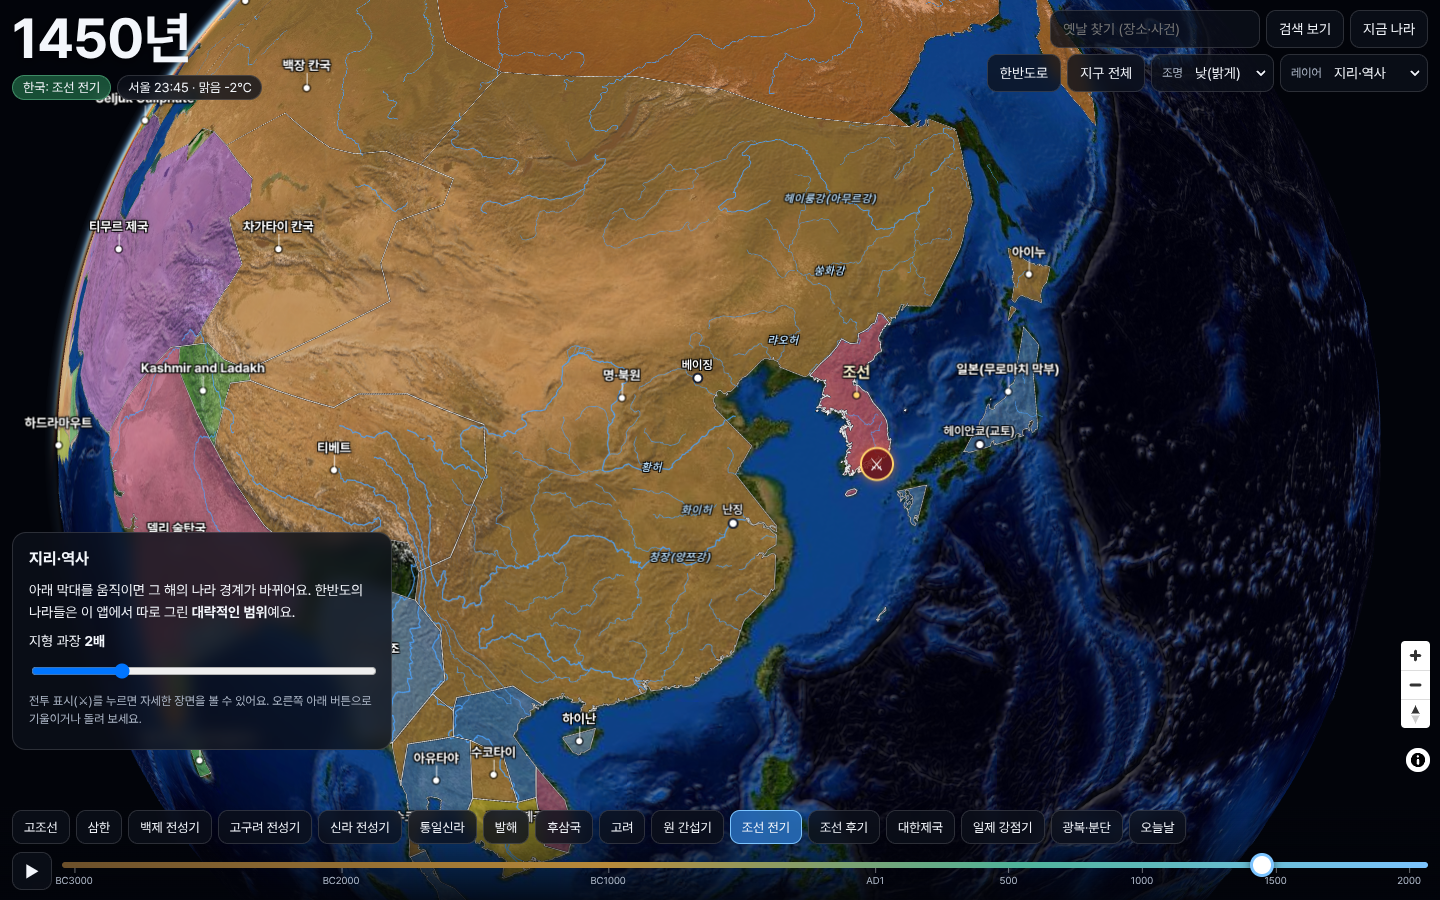 1450년
한국: 조선 전기
서울 23:45 · 맑음 -2°C
옛날 찾기 (장소·사건)
검색 보기
지금 나라
한반도로
지구 전체
조명 낮(밝게)
레이어 지리·역사
백장 칸국
Seljuk Caliphate
티무르 제국
차가타이 칸국
헤이룽강(아무르강)
쑹화강
아이누
랴오허
Kashmir and Ladakh
명·북원
베이징
조선
일본(무로마치 막부)
하드라마우트
헤이안쿄(교토)
티베트
황허
화이허
난징
델리 술탄국
창장(양쯔강)
지리·역사
아래 막대를 움직이면 그 해의 나라 경계가 바뀌어요. 한반도의
나라들은 이 앱에서 따로 그린 대략적인 범위예요.
지형 과장 2배
전투 표시(⚔)를 누르면 자세한 장면을 볼 수 있어요. 오른쪽 아래 버튼으로
기울이거나 돌려 보세요.
조
하이난
아유타야
수코타이
고조선
삼한
백제 전성기
고구려 전성기
신라 전성기
통일신라
발해
후삼국
고려
원 간섭기
조선 전기
조선 후기
대한제국
일제 강점기
광복·분단
오늘날
BC3000
BC2000
BC1000
AD1
500
1000
1500
2000